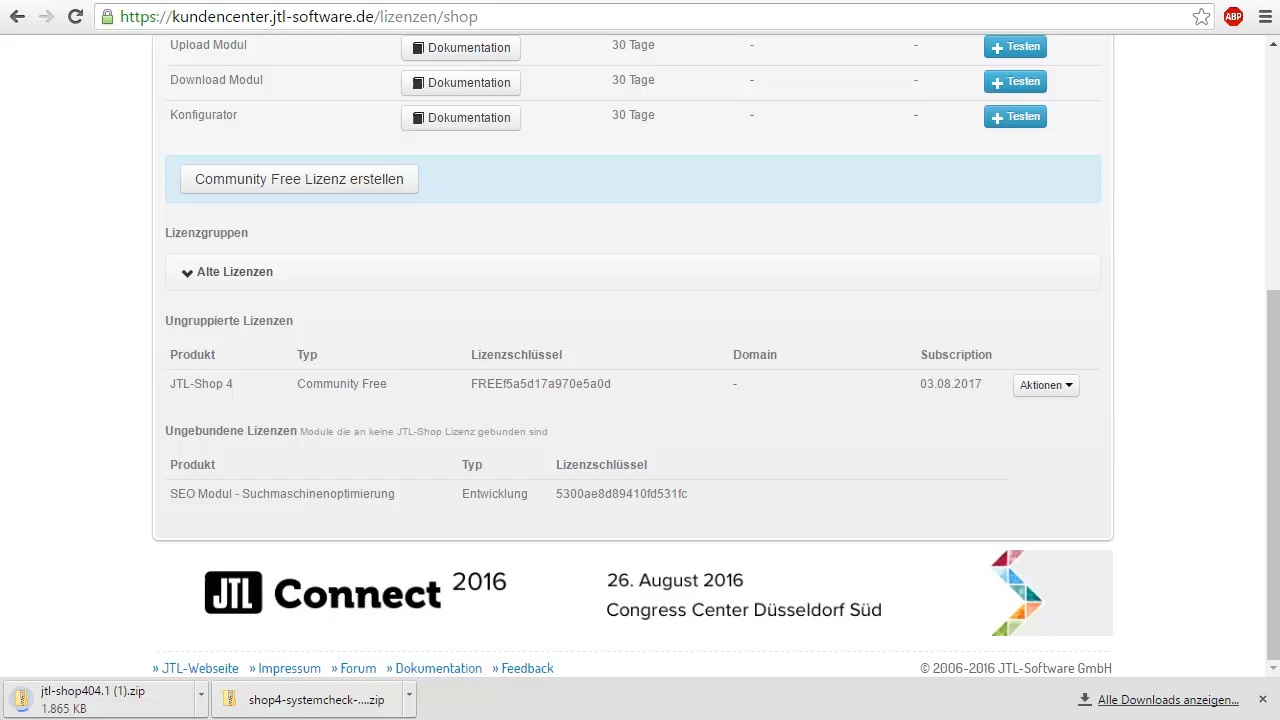 https://kundencenter.jtl-software.de/lizenzen/shop
ABP
Upload Modul Dokumentation 30 Tage - - Testen
Download Modul Dokumentation 30 Tage - - Testen
Konfigurator Dokumentation 30 Tage - - Testen
Community Free Lizenz erstellen
Lizenzgruppen
Alte Lizenzen
Ungruppierte Lizenzen
Produkt Typ Lizenzschlüssel Domain Subscription
JTL-Shop 4 Community Free FREEf5a5d17a970e5a0d - 03.08.2017 Aktionen
Ungebundene Lizenzen Module die an keine JTL-Shop Lizenz gebunden sind
Produkt Typ Lizenzschlüssel
SEO Modul - Suchmaschinenoptimierung Entwicklung 5300ae8d89410fd531fc
JTL Connect 2016
26. August 2016
Congress Center Düsseldorf Süd
» JTL-Webseite » Impressum » Forum » Dokumentation » Feedback © 2006-2016 JTL-Software GmbH
jtl-shop404.1 (1).zip
1.865 KB
shop4-systemcheck-....zip
Alle Downloads anzeigen...